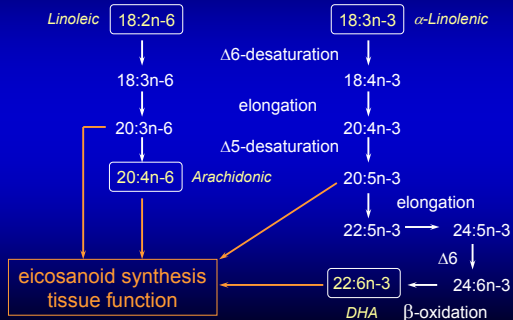 Linoleic 18:2n-6 18:3n-3 α-Linolenic
Δ6-desaturation
18:3n-6 18:4n-3
elongation
20:3n-6 20:4n-3
Δ5-desaturation
20:4n-6 Arachidonic 20:5n-3
elongation
22:5n-3 24:5n-3
Δ6
eicosanoid synthesis
tissue function
22:6n-3 24:6n-3
DHA β-oxidation